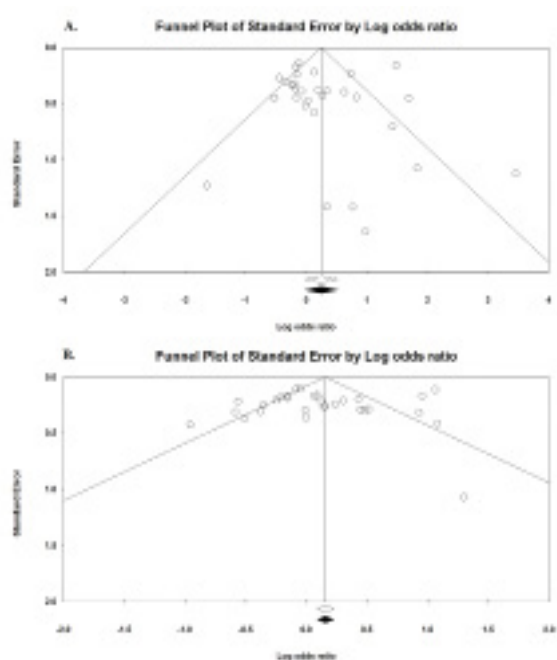 A.
Funnel Plot of Standard Error by Log odds ratio
0.0
0.5
1.0
1.5
2.0
Standard Error
-4 -3 -2 -1 0 1 2 3 4
Log odds ratio
B.
Funnel Plot of Standard Error by Log odds ratio
0.0
0.5
1.0
1.5
2.0
Standard Error
-2.0 -1.5 -1.0 -0.5 0.0 0.5 1.0 1.5 2.0
Log odds ratio